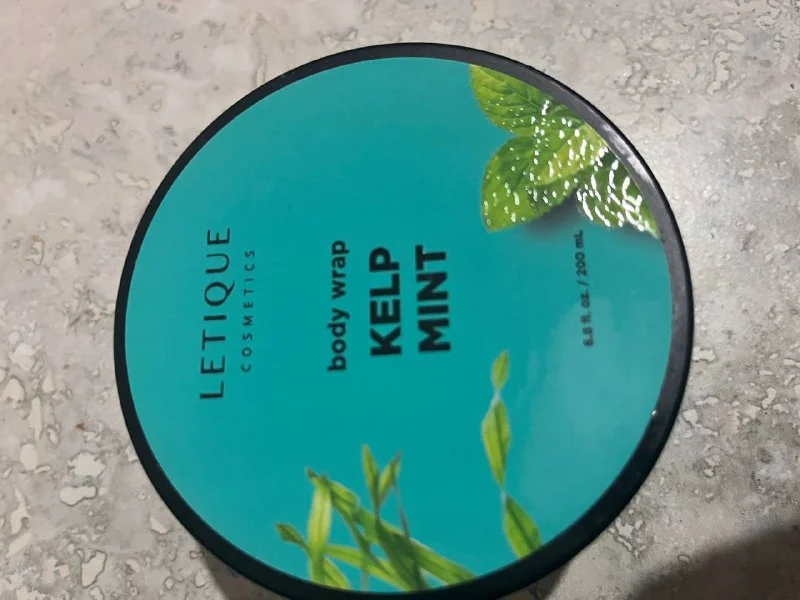 LETIQUE
COSMETICS
body wrap
KELP
MINT
6.8 fl. oz. / 200 mL